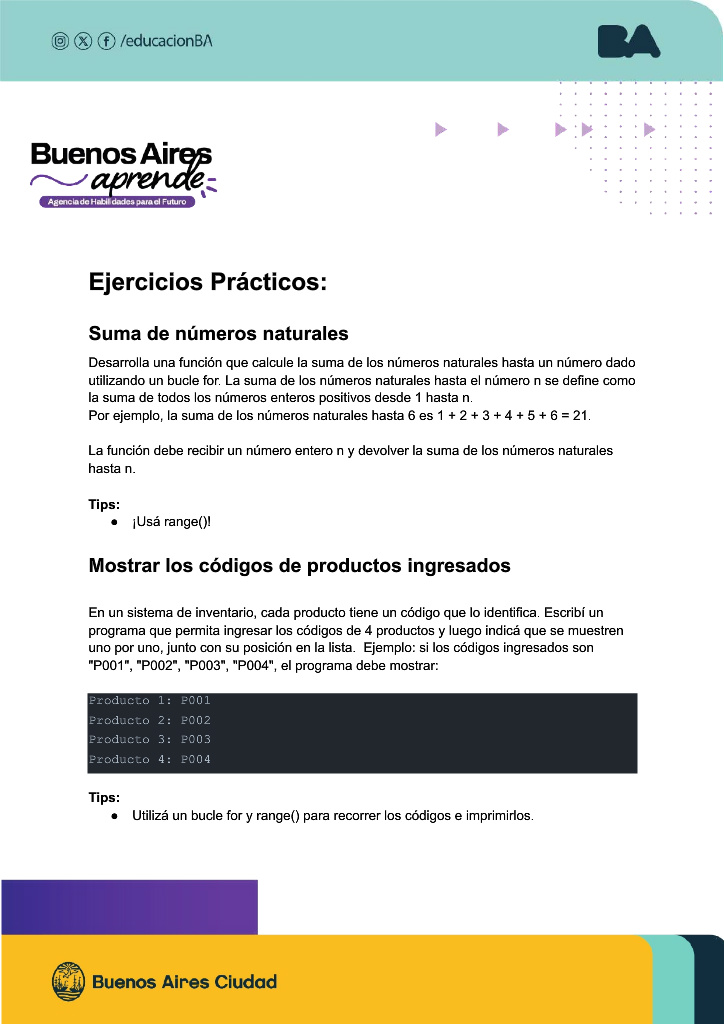 /educacionBA
BA
Buenos Aires
aprende
Agencia de Habilidades para el Futuro
Ejercicios Prácticos:
Suma de números naturales
Desarrolla una función que calcule la suma de los números naturales hasta un número dado
utilizando un bucle for. La suma de los números naturales hasta el número n se define como
la suma de todos los números enteros positivos desde 1 hasta n.
Por ejemplo, la suma de los números naturales hasta 6 es 1 + 2 + 3 + 4 + 5 + 6 = 21.
La función debe recibir un número entero n y devolver la suma de los números naturales
hasta n.
Tips:
● ¡Usá range()!
Mostrar los códigos de productos ingresados
En un sistema de inventario, cada producto tiene un código que lo identifica. Escribí un
programa que permita ingresar los códigos de 4 productos y luego indicá que se muestren
uno por uno, junto con su posición en la lista.  Ejemplo: si los códigos ingresados son
"P001", "P002", "P003", "P004", el programa debe mostrar:
Producto 1: P001
Producto 2: P002
Producto 3: P003
Producto 4: P004
Tips:
● Utilizá un bucle for y range() para recorrer los códigos e imprimirlos.
Buenos Aires Ciudad